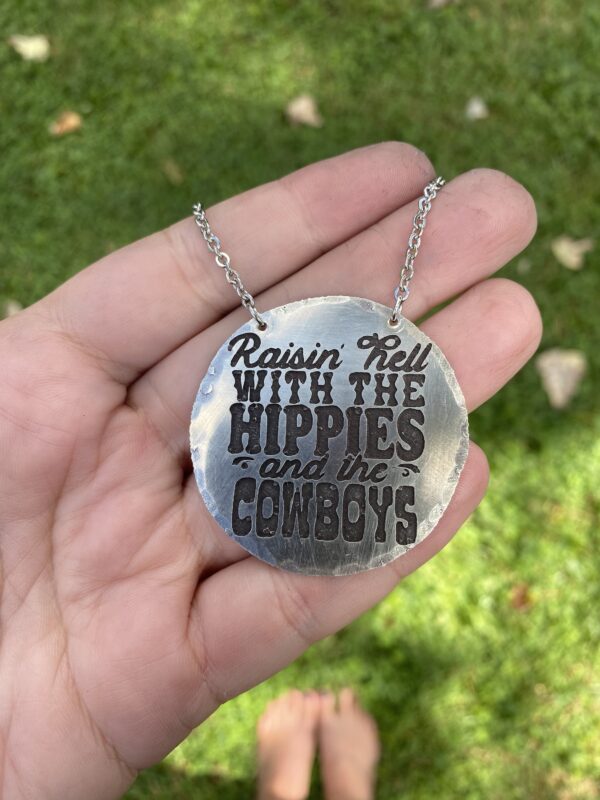 Raisin' hell
WITH THE
HIPPIES
and the
COWBOYS